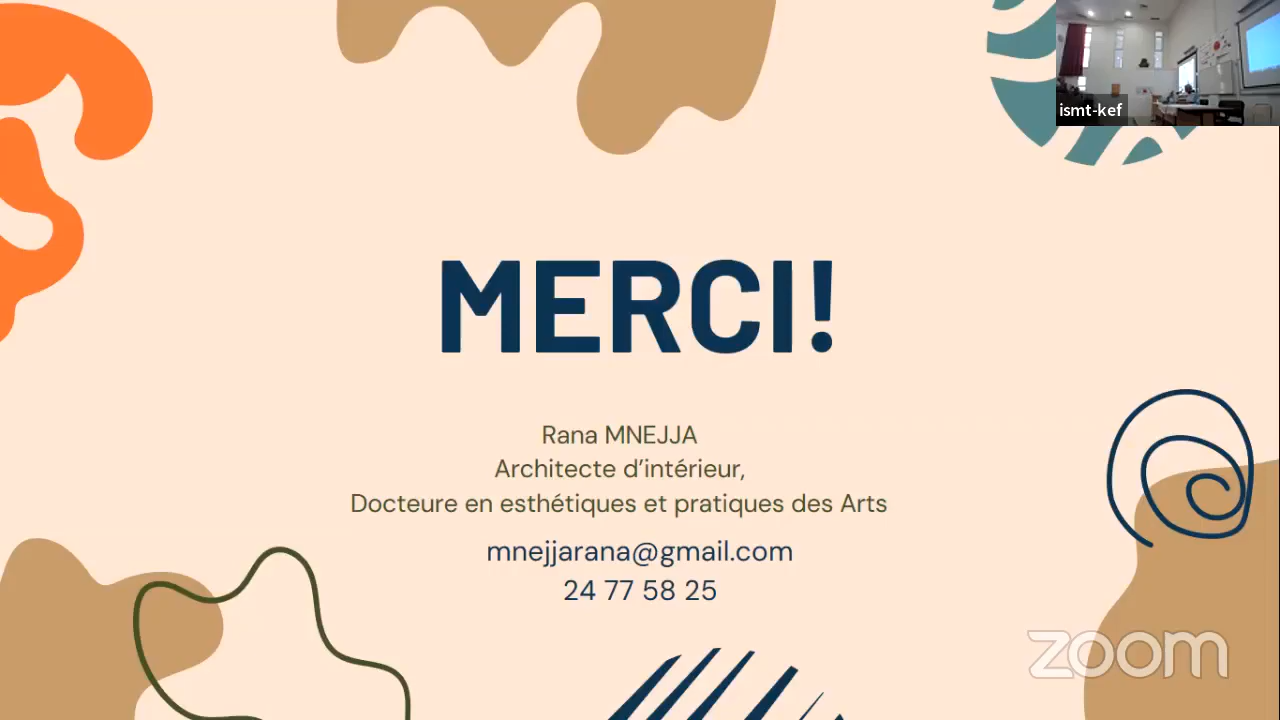 ismt-kef
MERCI!
Rana MNEJJA
Architecte d'intérieur,
Docteure en esthétiques et pratiques des Arts
mnejjarana@gmail.com
24 77 58 25
zoom